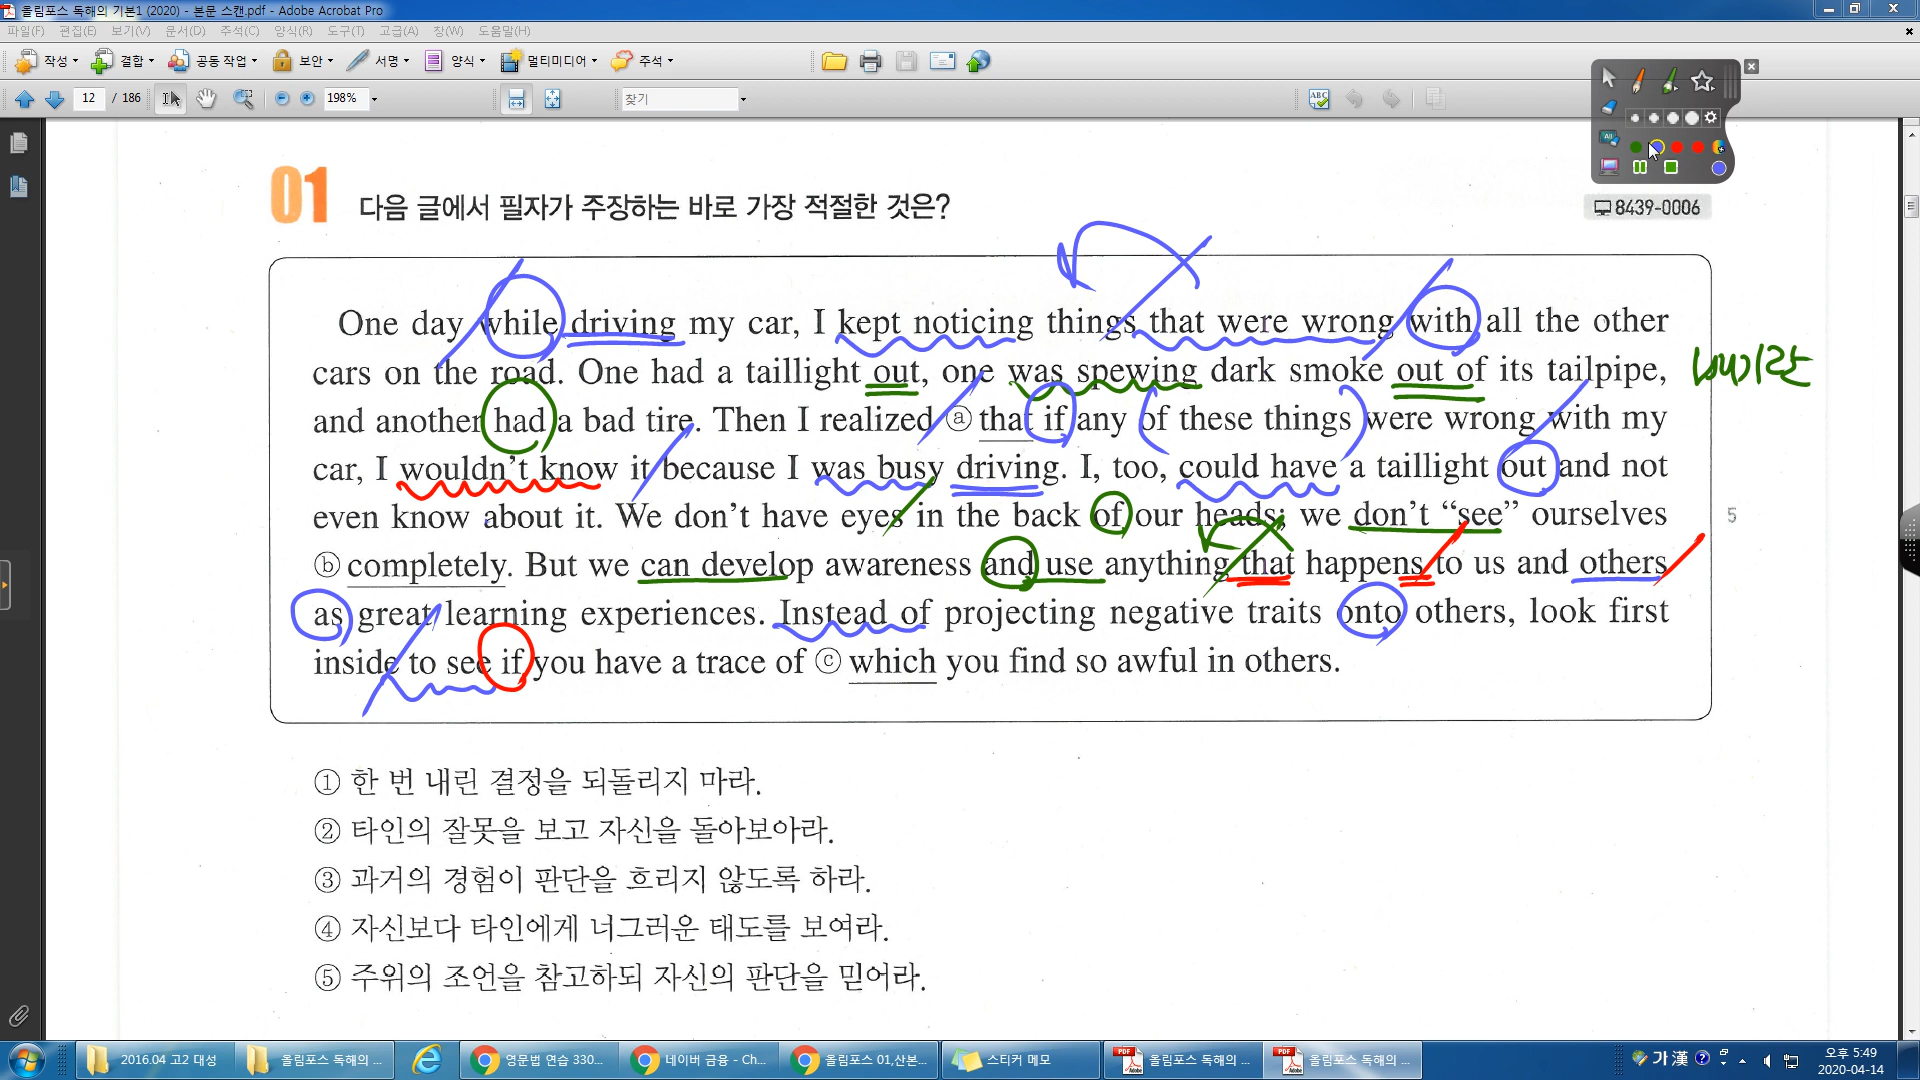 올림포스 독해의 기본1 (2020) - 본문 스캔.pdf - Adobe Acrobat Pro
파일(F) 편집(E) 보기(V) 문서(D) 주석(C) 양식(R) 도구(T) 고급(A) 창(W) 도움말(H)
작성 결합 공동 작업 보안 서명 양식 멀티미디어 주석
12 / 186 198% 찾기
01 다음 글에서 필자가 주장하는 바로 가장 적절한 것은?
8439-0006
One day while driving my car, I kept noticing things that were wrong with all the other
cars on the road. One had a taillight out, one was spewing dark smoke out of its tailpipe,
and another had a bad tire. Then I realized ⓐ that if any of these things were wrong with my
car, I wouldn’t know it because I was busy driving. I, too, could have a taillight out and not
even know about it. We don’t have eyes in the back of our heads; we don’t “see” ourselves
5
ⓑ completely. But we can develop awareness and use anything that happens to us and others
as great learning experiences. Instead of projecting negative traits onto others, look first
inside to see if you have a trace of ⓒ which you find so awful in others.
① 한 번 내린 결정을 되돌리지 마라.
② 타인의 잘못을 보고 자신을 돌아보아라.
③ 과거의 경험이 판단을 흐리지 않도록 하라.
④ 자신보다 타인에게 너그러운 태도를 보여라.
⑤ 주위의 조언을 참고하되 자신의 판단을 믿어라.
2016.04 고2 대성 올림포스 독해의 ... 영문법 연습 330... 네이버 금융 - Ch... 올림포스 01,산본... 스티커 메모 올림포스 독해의 ... 올림포스 독해의 ... 가 漢 오후 5:49
2020-04-14